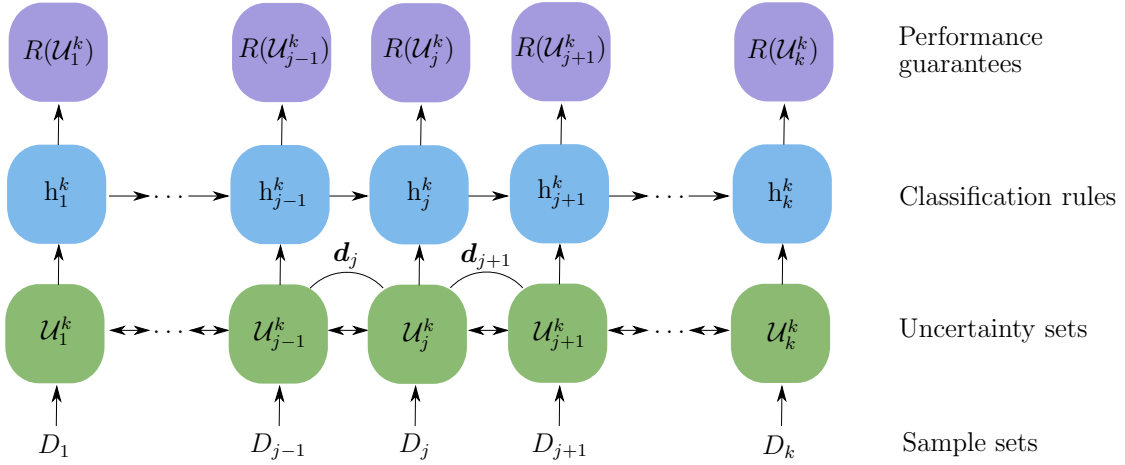 R(𝒰₁ᵏ) R(𝒰ⱼ₋₁ᵏ) R(𝒰ⱼᵏ) R(𝒰ⱼ₊₁ᵏ) R(𝒰ₖᵏ) Performance
guarantees
h₁ᵏ ··· hⱼ₋₁ᵏ hⱼᵏ hⱼ₊₁ᵏ ··· hₖᵏ Classification rules
𝒅ⱼ 𝒅ⱼ₊₁
𝒰₁ᵏ ··· 𝒰ⱼ₋₁ᵏ 𝒰ⱼᵏ 𝒰ⱼ₊₁ᵏ ··· 𝒰ₖᵏ Uncertainty sets
D₁ Dⱼ₋₁ Dⱼ Dⱼ₊₁ Dₖ Sample sets